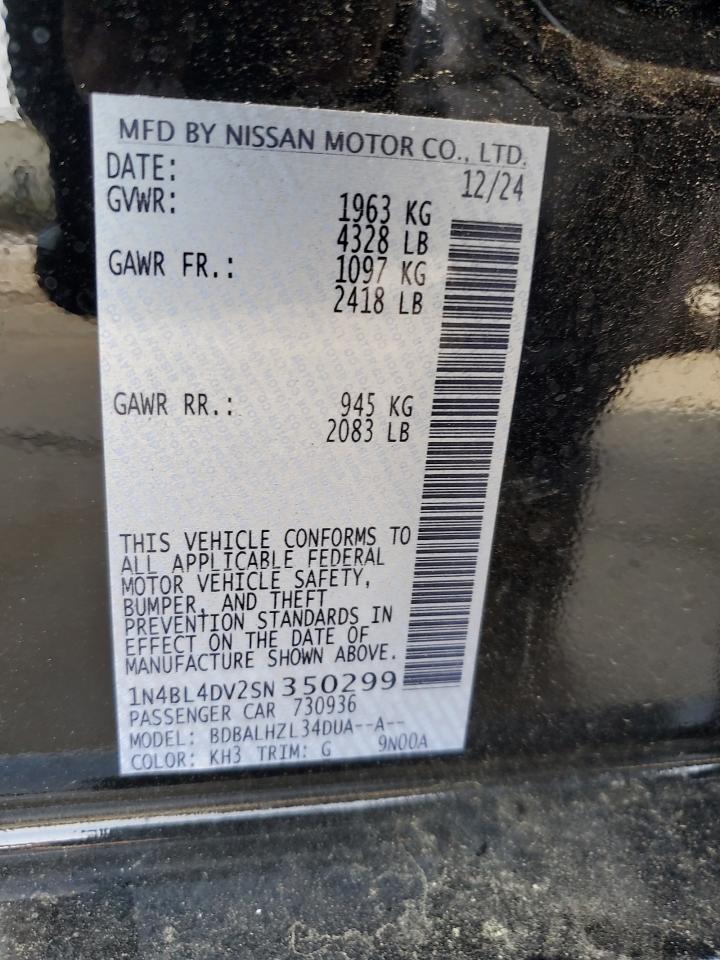 MFD BY NISSAN MOTOR CO., LTD.
DATE: 12/24
GVWR: 1963 KG
4328 LB
GAWR FR.: 1097 KG
2418 LB
GAWR RR.: 945 KG
2083 LB
THIS VEHICLE CONFORMS TO
ALL APPLICABLE FEDERAL
MOTOR VEHICLE SAFETY,
BUMPER, AND THEFT
PREVENTION STANDARDS IN
EFFECT ON THE DATE OF
MANUFACTURE SHOWN ABOVE.
1N4BL4DV2SN350299
PASSENGER CAR 730936
MODEL: BDBALHZL34DUA--A--
COLOR: KH3 TRIM: G 9N00A